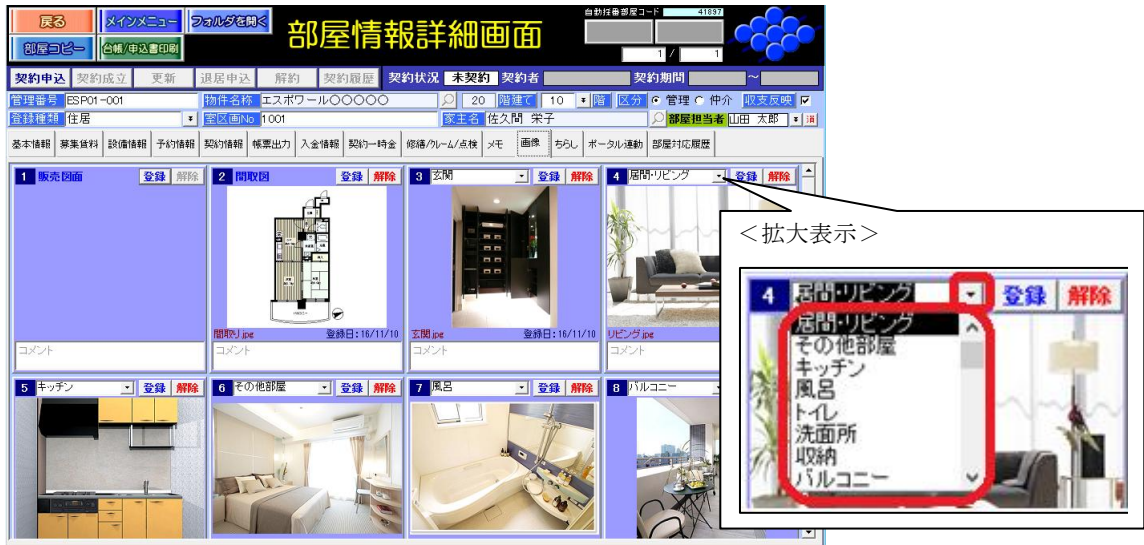 戻る メインメニュー フォルダを開く 部屋情報詳細画面 自動採番部屋コード 41897
部屋コピー 台帳/申込書印刷 1 / 1
契約申込 契約成立 更新 退居申込 解約 契約履歴 契約状況 未契約 契約者 契約期間 ～
管理番号 ESP01-001 物件名称 エスポワール○○○○○ 20 階建て 10 階 区分 管理 仲介 収支反映
登録種類 住居 室区画No 1001 家主名 佐久間 栄子 部屋担当者 山田 太郎 消
基本情報 募集賃料 設備情報 予約情報 契約情報 帳票出力 入金情報 契約一時金 修繕/クレーム/点検 メモ 画像 ちらし ポータル連動 部屋対応履歴
1 販売図面 登録 解除 2 間取図 登録 解除 3 玄関 登録 解除 4 居間・リビング 登録 解除
間取り.jpg 登録日:16/11/10 玄関.jpg 登録日:16/11/10 リビング.jpg
コメント コメント コメント コメント
5 キッチン 登録 解除 6 その他部屋 登録 解除 7 風呂 登録 解除 8 バルコニー
＜拡大表示＞
4 居間・リビング 登録 解除
居間・リビング
その他部屋
キッチン
風呂
トイレ
洗面所
収納
バルコニー